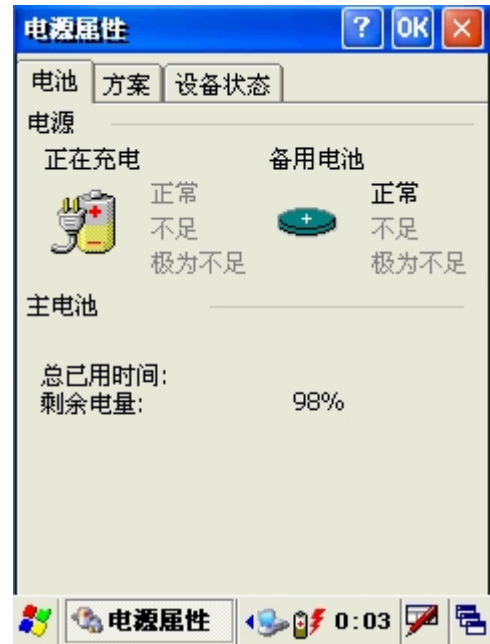 电源属性 ? OK ×
电池 方案 设备状态
电源
正在充电 备用电池
正常 正常
不足 不足
极为不足 极为不足
主电池
总已用时间:
剩余电量: 98%
电源属性 0:03